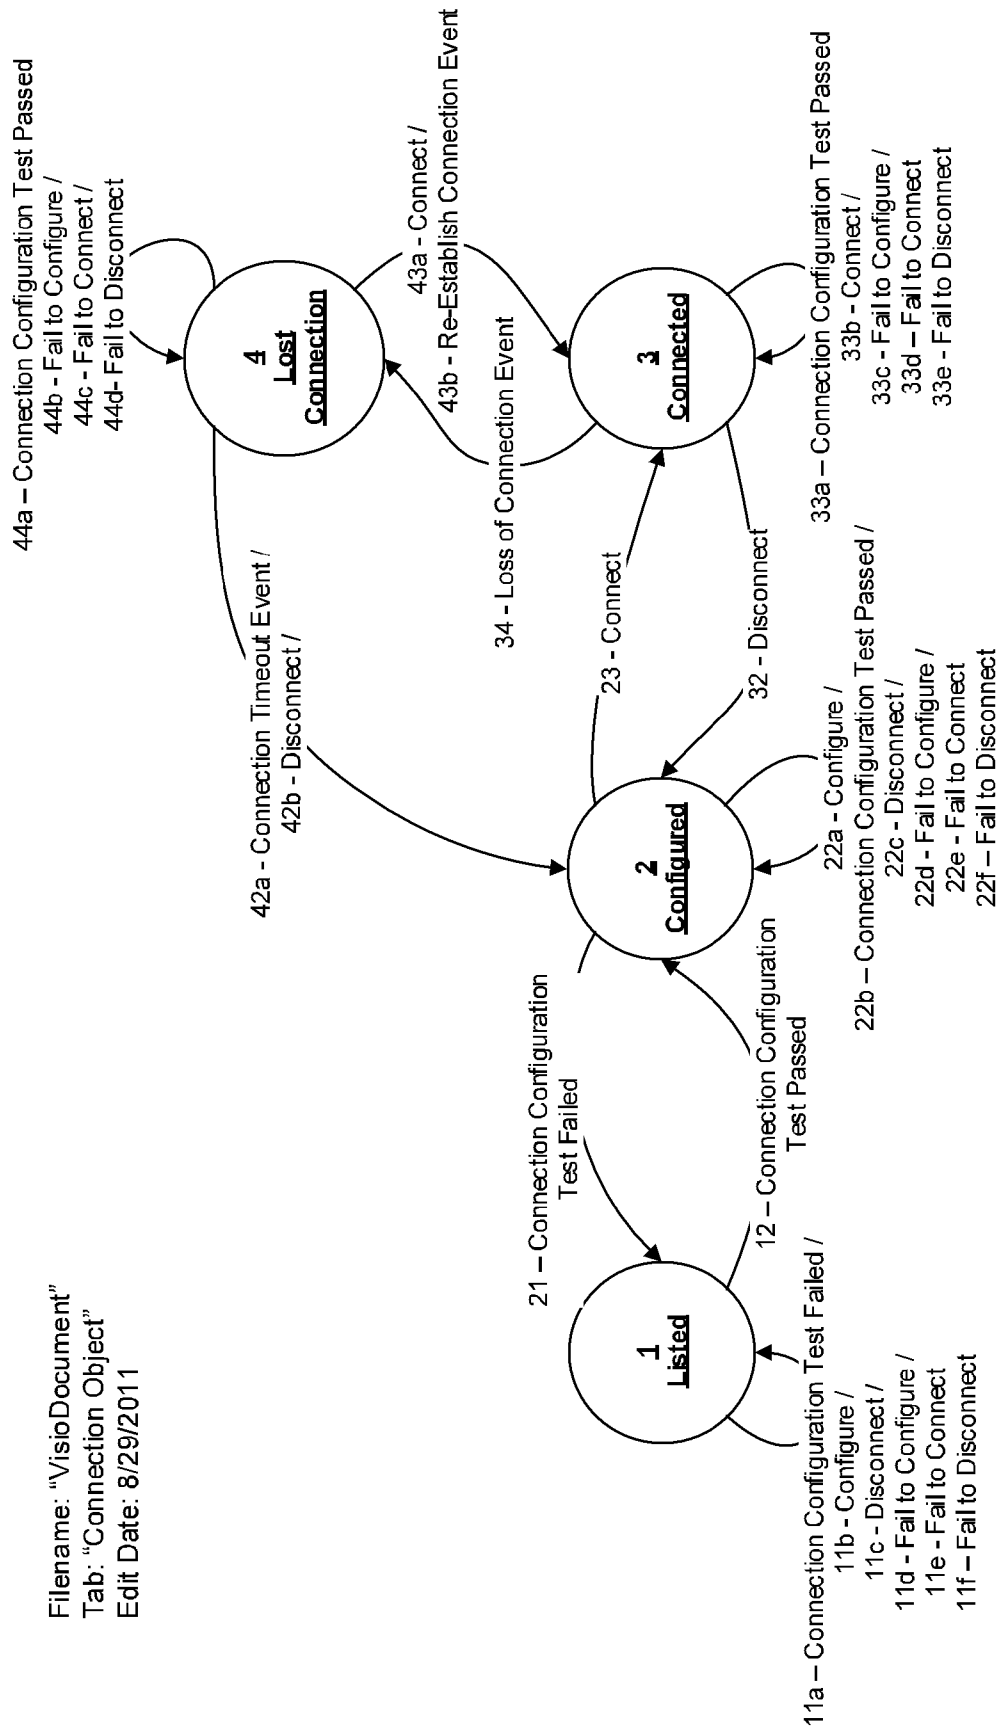 Filename: "VisioDocument"
Tab: "Connection Object"
Edit Date: 8/29/2011
44a – Connection Configuration Test Passed
44b - Fail to Configure /
44c - Fail to Connect /
44d- Fail to Disconnect
4
Lost
Connection
42a - Connection Timeout Event /
42b - Disconnect /
43a - Connect /
43b - Re-Establish Connection Event
34 - Loss of Connection Event
21 – Connection Configuration
Test Failed
23 - Connect
1
Listed
2
Configured
3
Connected
12 – Connection Configuration
Test Passed
32 - Disconnect
11a – Connection Configuration Test Failed /
11b - Configure /
11c - Disconnect /
11d - Fail to Configure /
11e - Fail to Connect
11f – Fail to Disconnect
22a - Configure /
22b – Connection Configuration Test Passed /
22c - Disconnect /
22d - Fail to Configure /
22e - Fail to Connect
22f – Fail to Disconnect
33a – Connection Configuration Test Passed
33b - Connect /
33c - Fail to Configure /
33d – Fail to Connect
33e - Fail to Disconnect